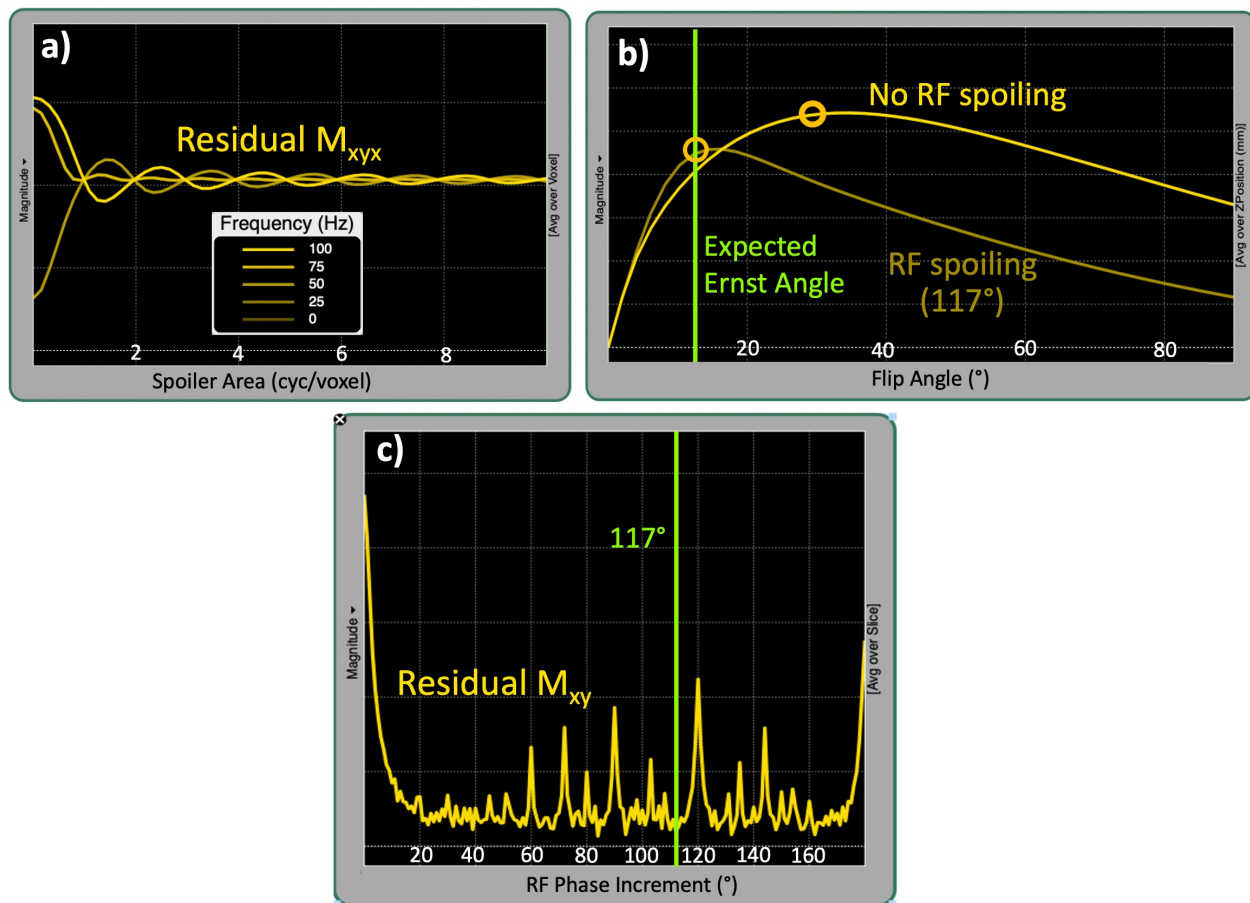 a)
Residual Mxyx
Magnitude
[Avg over Voxel]
Frequency (Hz)
100
75
50
25
0
2 4 6 8
Spoiler Area (cyc/voxel)
b)
No RF spoiling
Magnitude
[Avg over ZPosition (mm)]
Expected
Ernst Angle
RF spoiling
(117°)
20 40 60 80
Flip Angle (°)
c)
117°
Magnitude
[Avg over Slice]
Residual Mxy
20 40 60 80 100 120 140 160
RF Phase Increment (°)